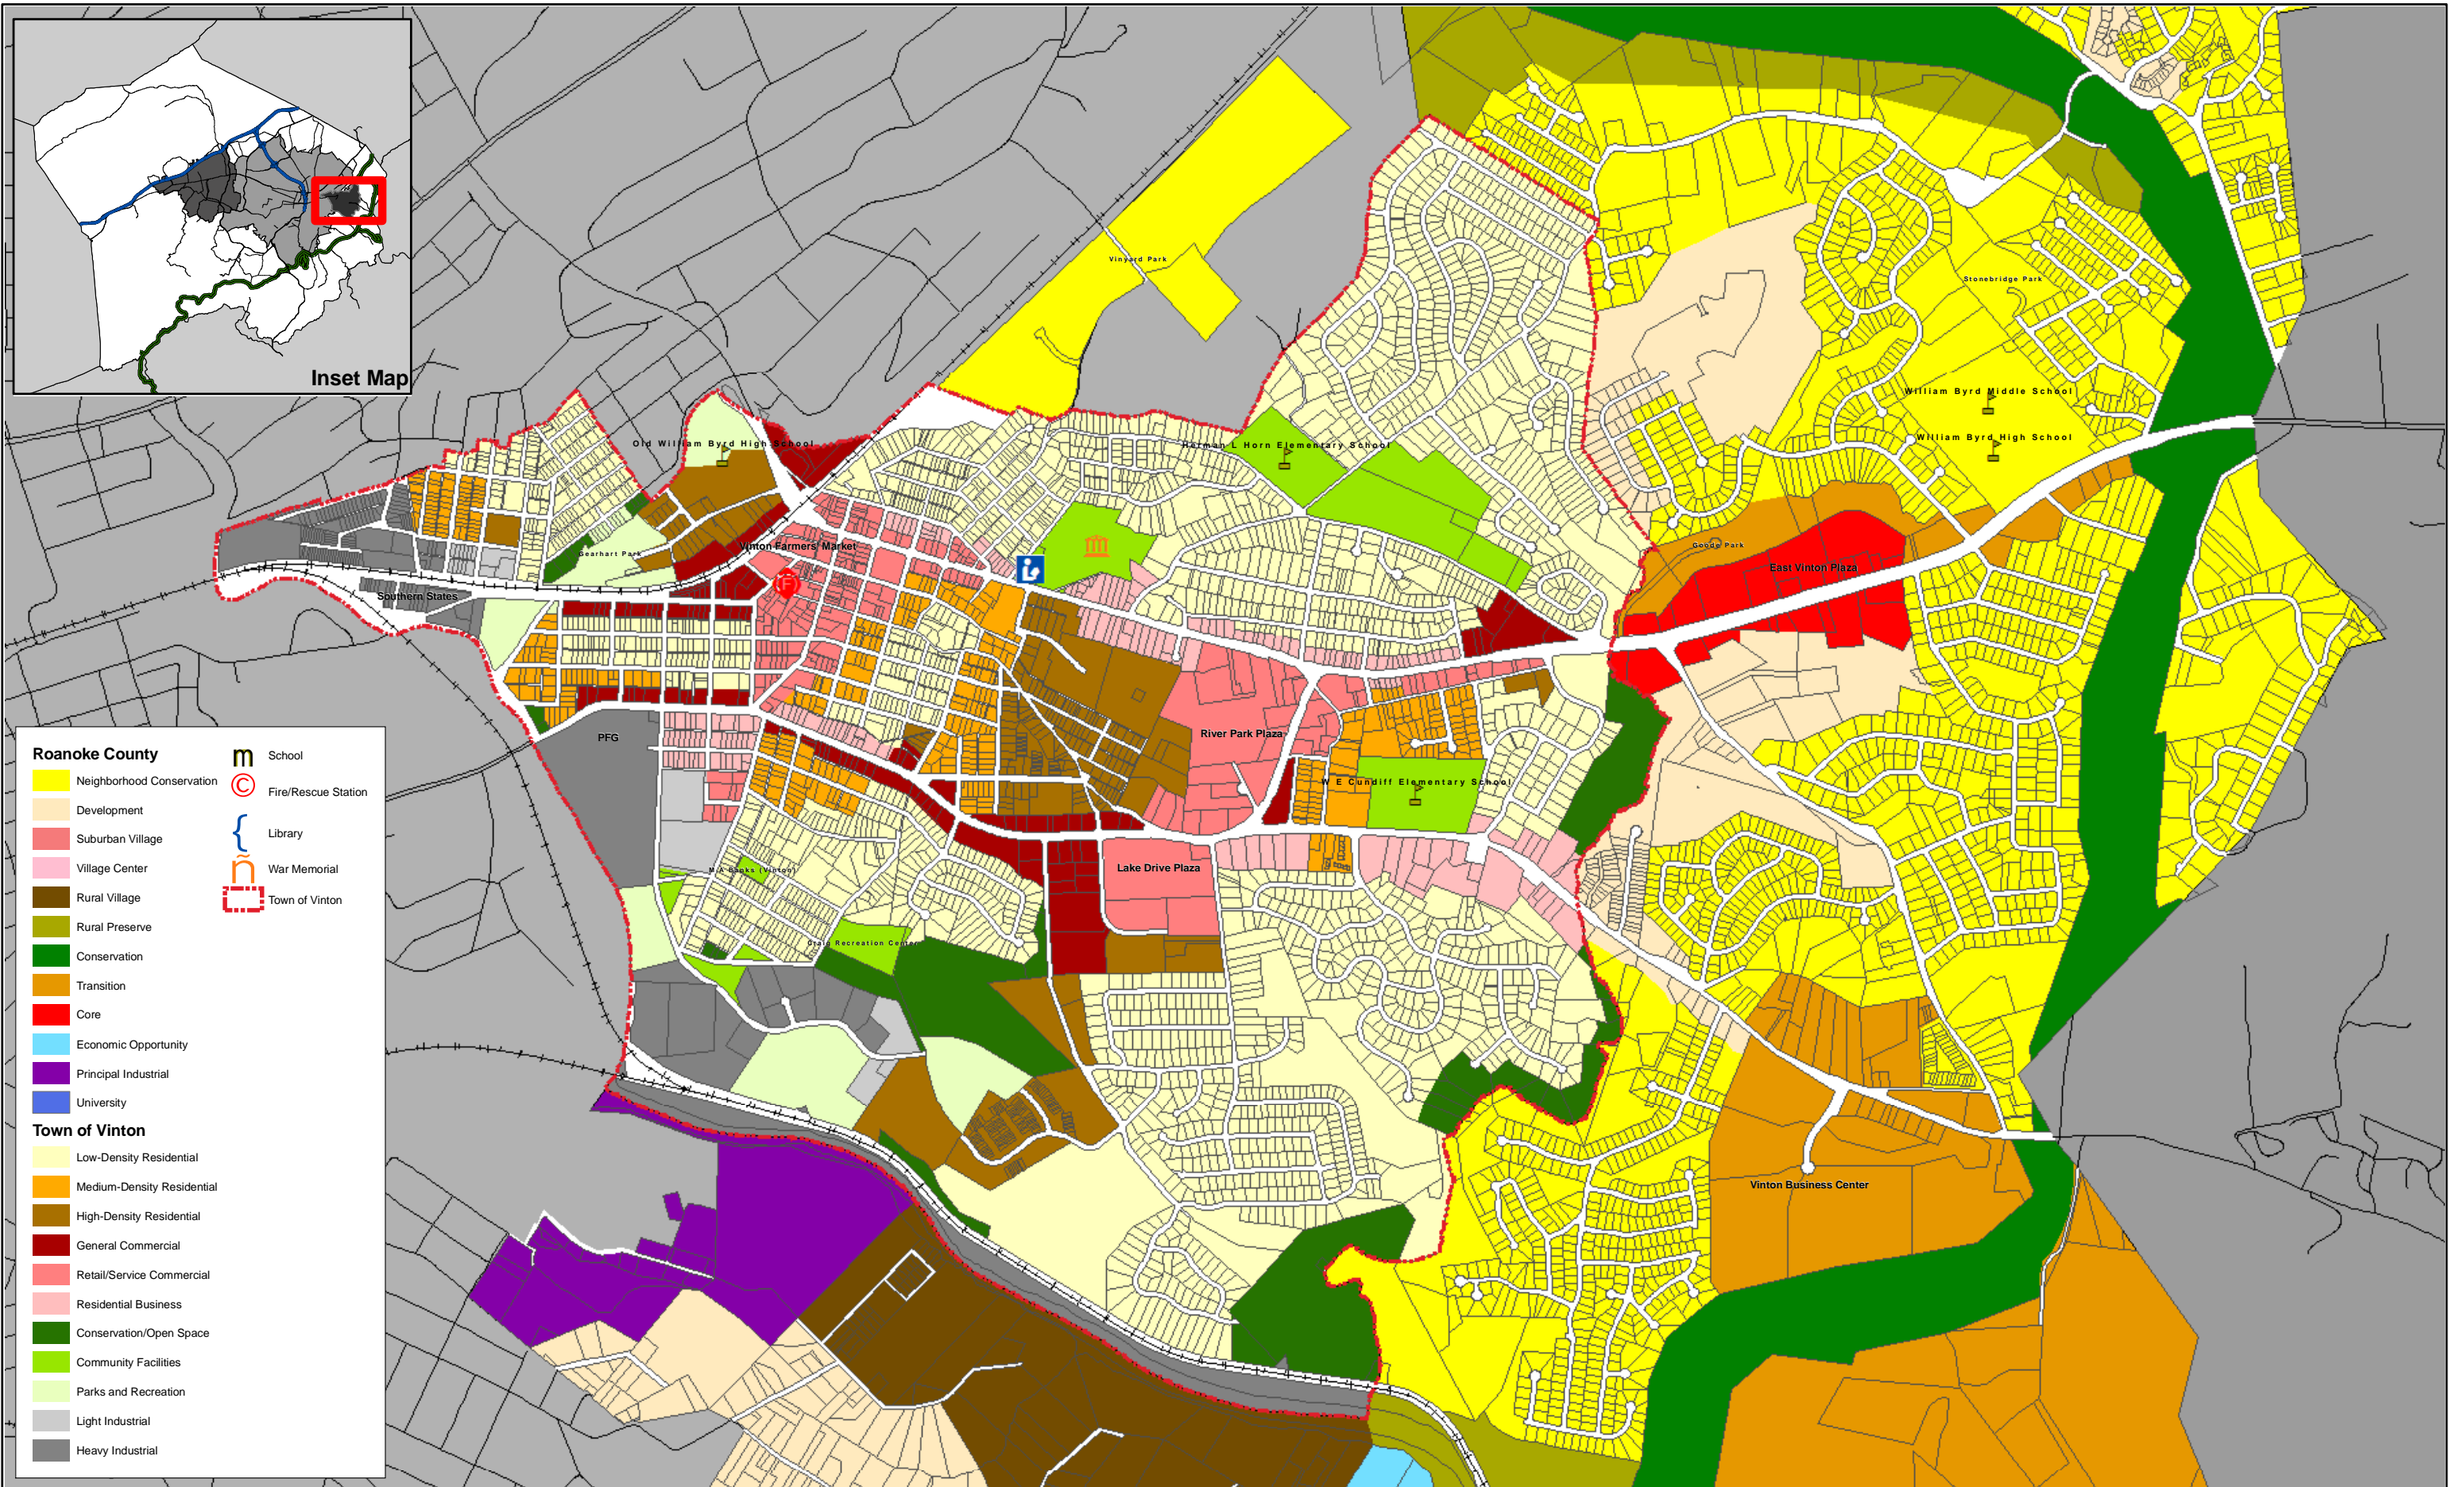 Inset Map
Vinyard Park
Stonebridge Park
William Byrd Middle School
William Byrd High School
Old William Byrd High School
Herman L Horn Elementary School
Vinton Farmers' Market
Gearhart Park
Goode Park
East Vinton Plaza
Southern States
PFG
River Park Plaza
W E Cundiff Elementary School
Lake Drive Plaza
M A Banks (Vinton)
Craig Recreation Center
Vinton Business Center
Roanoke County
Neighborhood Conservation
Development
Suburban Village
Village Center
Rural Village
Rural Preserve
Conservation
Transition
Core
Economic Opportunity
Principal Industrial
University
m School
© Fire/Rescue Station
{ Library
ñ War Memorial
Town of Vinton
Town of Vinton
Low-Density Residential
Medium-Density Residential
High-Density Residential
General Commercial
Retail/Service Commercial
Residential Business
Conservation/Open Space
Community Facilities
Parks and Recreation
Light Industrial
Heavy Industrial